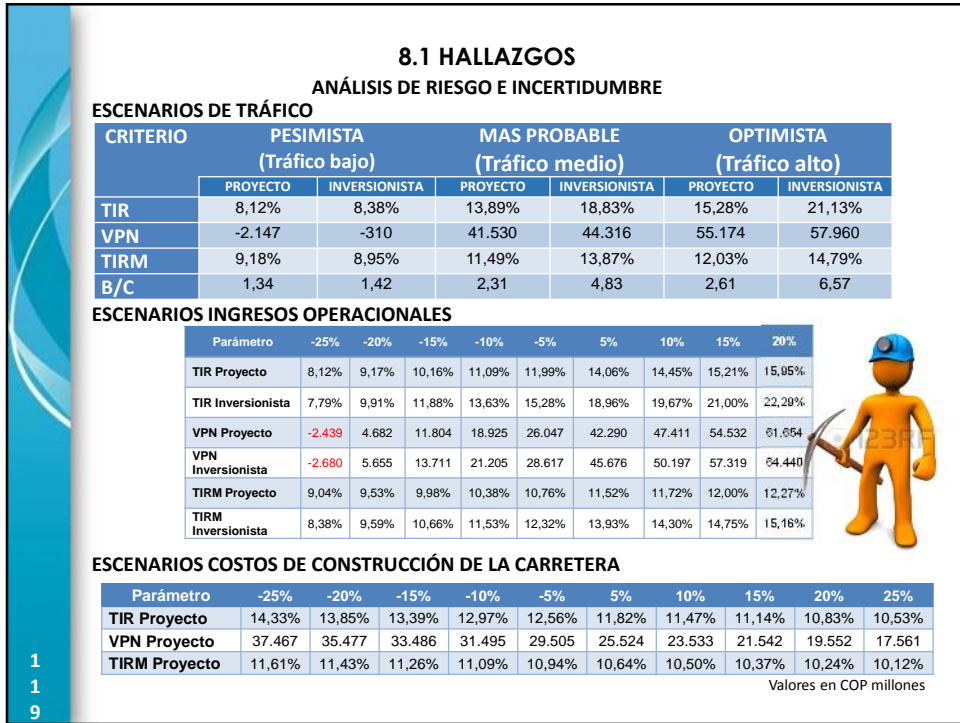 8.1 HALLAZGOS
ANÁLISIS DE RIESGO E INCERTIDUMBRE
ESCENARIOS DE TRÁFICO
CRITERIO PESIMISTA MAS PROBABLE OPTIMISTA
(Tráfico bajo) (Tráfico medio) (Tráfico alto)
PROYECTO INVERSIONISTA PROYECTO INVERSIONISTA PROYECTO INVERSIONISTA
TIR 8,12% 8,38% 13,89% 18,83% 15,28% 21,13%
VPN -2.147 -310 41.530 44.316 55.174 57.960
TIRM 9,18% 8,95% 11,49% 13,87% 12,03% 14,79%
B/C 1,34 1,42 2,31 4,83 2,61 6,57
ESCENARIOS INGRESOS OPERACIONALES
Parámetro -25% -20% -15% -10% -5% 5% 10% 15% 20%
TIR Proyecto 8,12% 9,17% 10,16% 11,09% 11,99% 14,06% 14,45% 15,21% 15,95%
TIR Inversionista 7,79% 9,91% 11,88% 13,63% 15,28% 18,96% 19,67% 21,00% 22,29%
VPN Proyecto -2.439 4.682 11.804 18.925 26.047 42.290 47.411 54.532 61.654
VPN
Inversionista -2.680 5.655 13.711 21.205 28.617 45.676 50.197 57.319 64.440
TIRM Proyecto 9,04% 9,53% 9,98% 10,38% 10,76% 11,52% 11,72% 12,00% 12,27%
TIRM
Inversionista 8,38% 9,59% 10,66% 11,53% 12,32% 13,93% 14,30% 14,75% 15,16%
123RF
ESCENARIOS COSTOS DE CONSTRUCCIÓN DE LA CARRETERA
Parámetro -25% -20% -15% -10% -5% 5% 10% 15% 20% 25%
TIR Proyecto 14,33% 13,85% 13,39% 12,97% 12,56% 11,82% 11,47% 11,14% 10,83% 10,53%
VPN Proyecto 37.467 35.477 33.486 31.495 29.505 25.524 23.533 21.542 19.552 17.561
TIRM Proyecto 11,61% 11,43% 11,26% 11,09% 10,94% 10,64% 10,50% 10,37% 10,24% 10,12%
Valores en COP millones
1
1
9